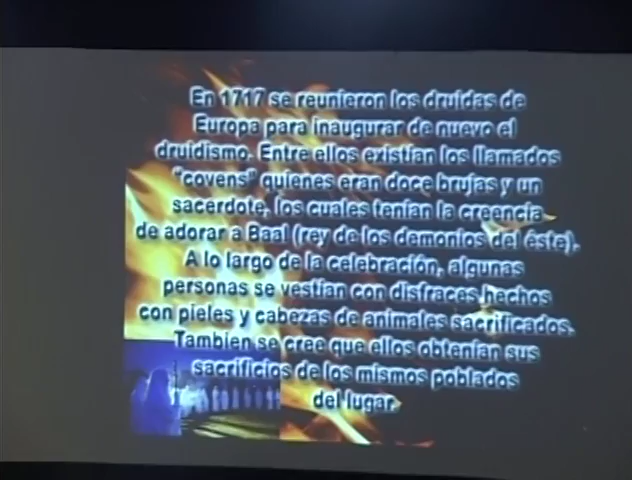 En 1717 se reunieron los druidas de
Europa para inaugurar de nuevo el
druidismo. Entre ellos existían los llamados
"covens" quienes eran doce brujas y un
sacerdote, los cuales tenían la creencia
de adorar a Baal (rey de los demonios del éste).
A lo largo de la celebración, algunas
personas se vestían con disfraces hechos
con pieles y cabezas de animales sacrificados.
Tambien se cree que ellos obtenían sus
sacrificios de los mismos poblados
del lugar.